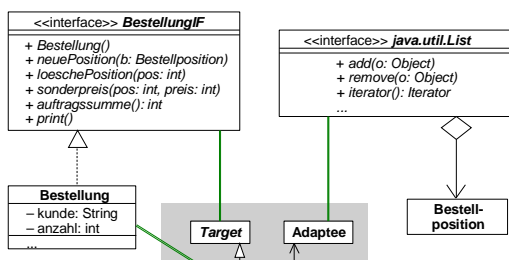 <<interface>> BestellungIF
+ Bestellung()
+ neuePosition(b: Bestellposition)
+ loeschePosition(pos: int)
+ sonderpreis(pos: int, preis: int)
+ auftragssumme(): int
+ print()
<<interface>> java.util.List
+ add(o: Object)
+ remove(o: Object)
+ iterator(): Iterator
...
Bestellung
– kunde: String
– anzahl: int
...
Target
Adaptee
Bestell-
position